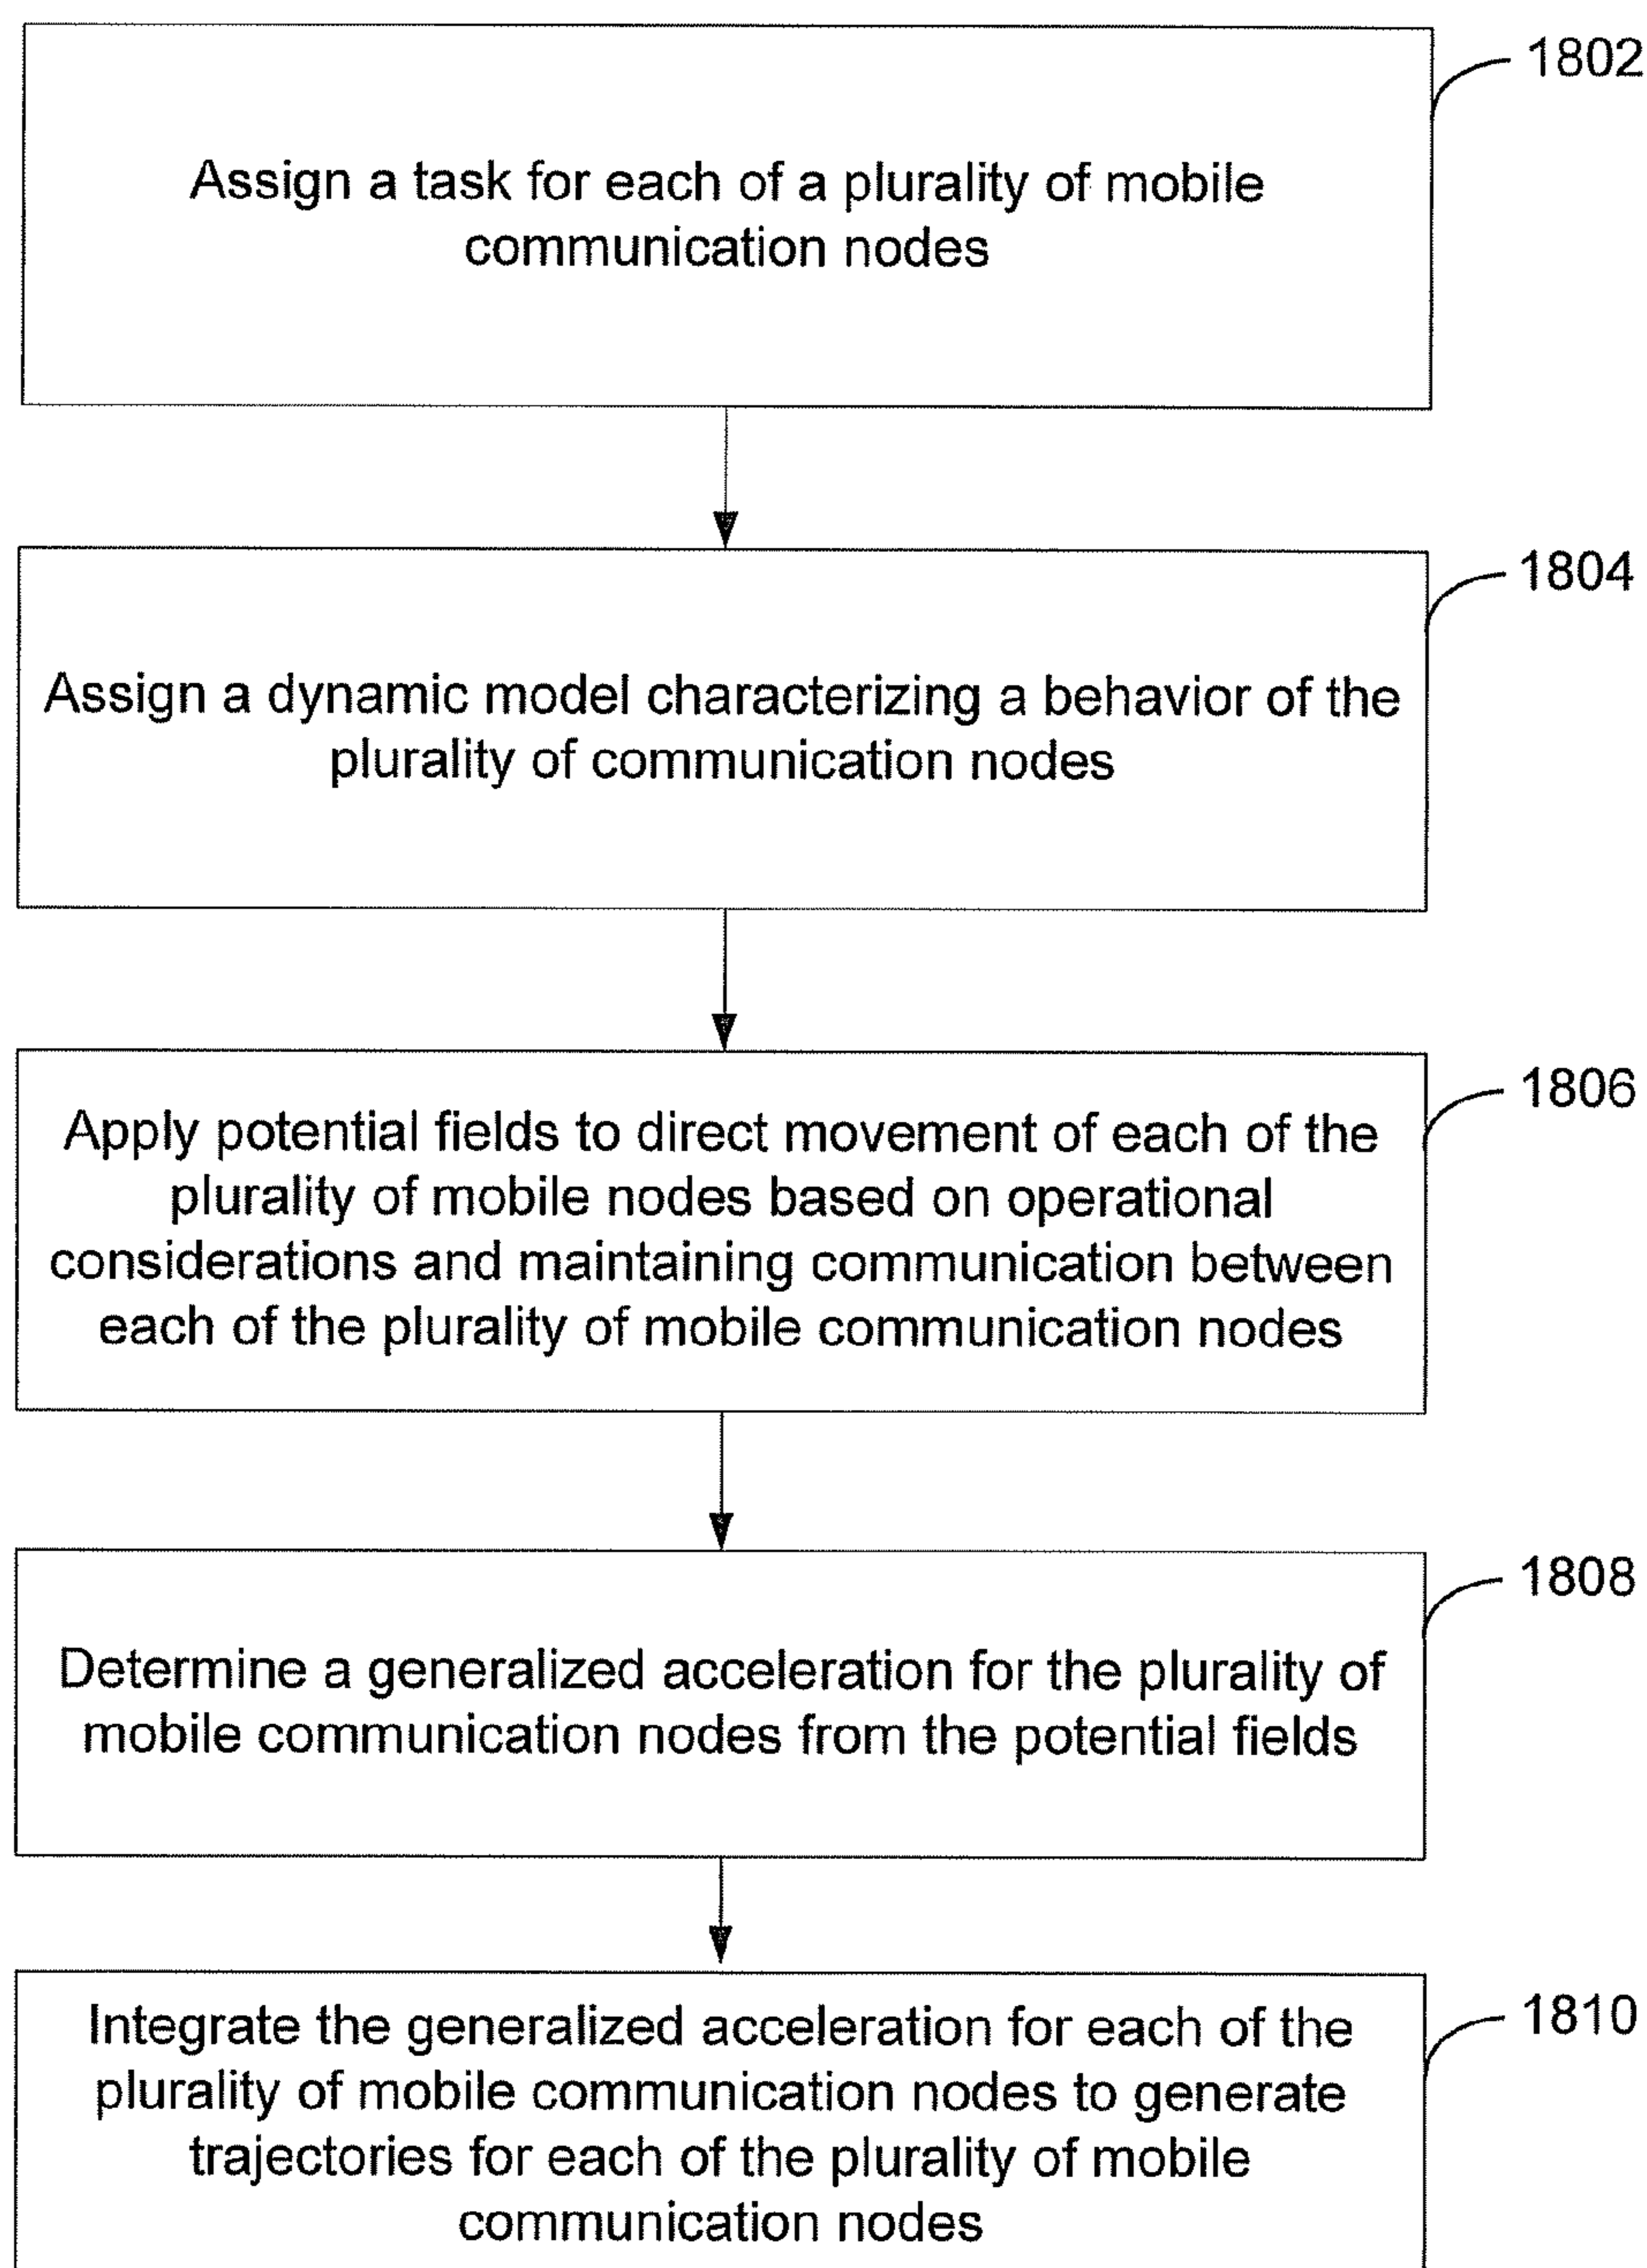 1802
Assign a task for each of a plurality of mobile
communication nodes
1804
Assign a dynamic model characterizing a behavior of the
plurality of communication nodes
1806
Apply potential fields to direct movement of each of the
plurality of mobile nodes based on operational
considerations and maintaining communication between
each of the plurality of mobile communication nodes
1808
Determine a generalized acceleration for the plurality of
mobile communication nodes from the potential fields
1810
Integrate the generalized acceleration for each of the
plurality of mobile communication nodes to generate
trajectories for each of the plurality of mobile
communication nodes